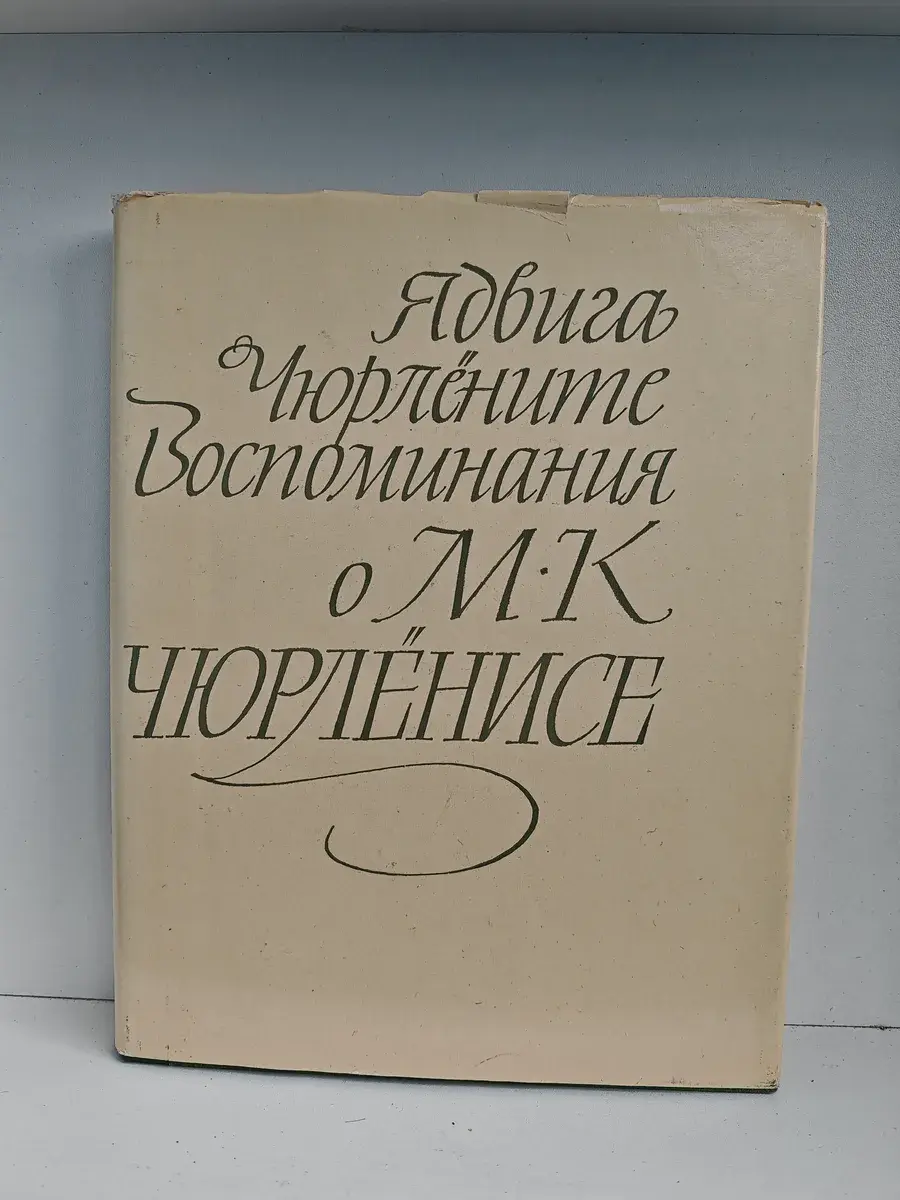 Ядвига
Чюрлёните
Воспоминания
о М·К
ЧЮРЛЁНИСЕ